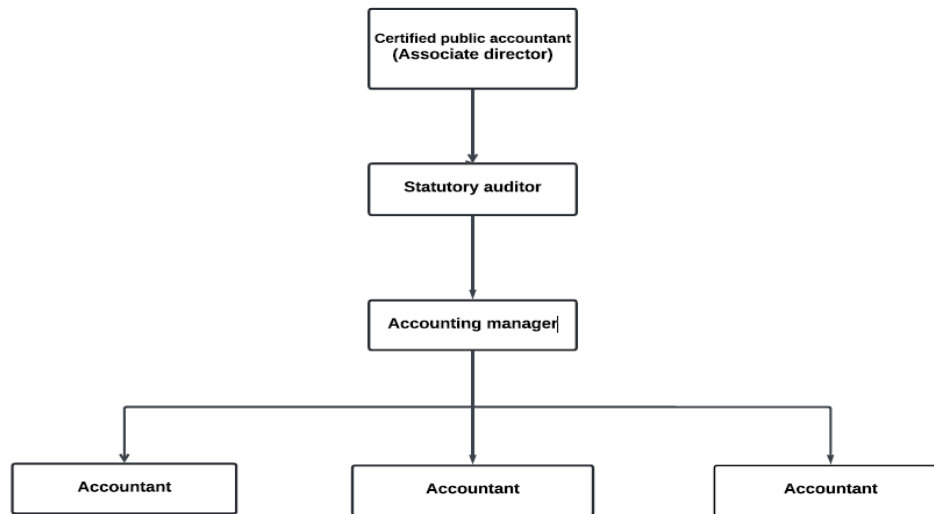 Certified public accountant
(Associate director)
Statutory auditor
Accounting manager
Accountant
Accountant
Accountant